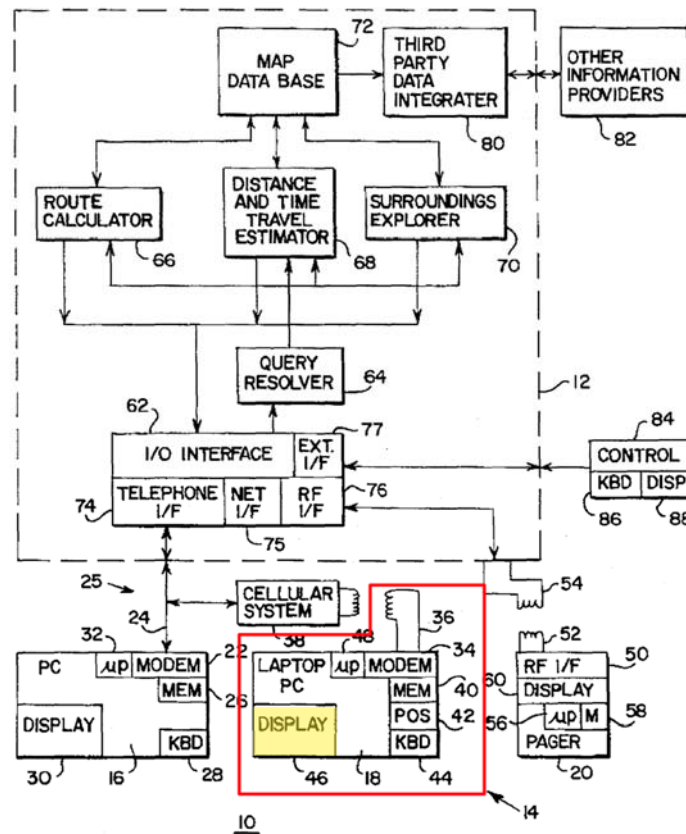 72
MAP
DATA BASE
THIRD
PARTY
DATA
INTEGRATER
80
OTHER
INFORMATION
PROVIDERS
82
ROUTE
CALCULATOR
66
DISTANCE
AND TIME
TRAVEL
ESTIMATOR
68
SURROUNDINGS
EXPLORER
70
QUERY
RESOLVER
64
12
62
I/O INTERFACE
77
EXT.
I/F
84
CONTROL
KBD
DISP
86
88
74
TELEPHONE
I/F
NET
I/F
RF
I/F
76
75
25
24
CELLULAR
SYSTEM
38
36
54
52
32
PC
μp
MODEM
22
MEM
26
DISPLAY
KBD
30
16
28
48
LAPTOP
PC
μp
MODEM
34
MEM
40
POS
42
DISPLAY
KBD
46
18
44
RF I/F
50
60
DISPLAY
56
μp
M
58
PAGER
20
14
10